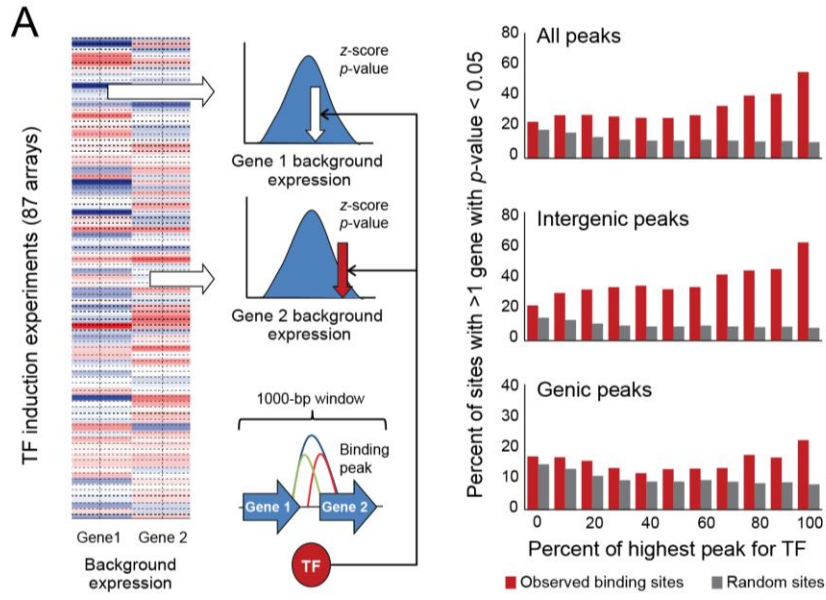 A
TF induction experiments (87 arrays)
Gene1 Gene 2
Background
expression
z-score
p-value
Gene 1 background
expression
z-score
p-value
Gene 2 background
expression
1000-bp window
Binding
peak
Gene 1
Gene 2
TF
Percent of sites with >1 gene with p-value < 0.05
All peaks
80
60
40
20
0
Intergenic peaks
80
60
40
20
0
Genic peaks
40
30
20
10
0
0 20 40 60 80 100
Percent of highest peak for TF
Observed binding sites
Random sites